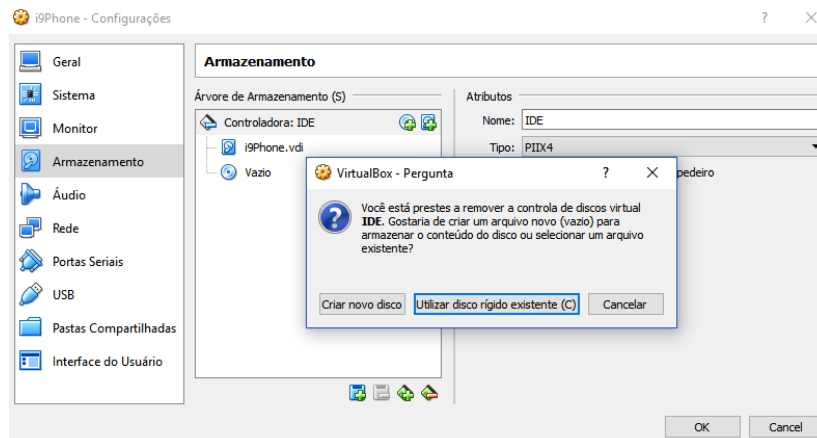 i9Phone - Configurações
Geral
Sistema
Monitor
Armazenamento
Áudio
Rede
Portas Seriais
USB
Pastas Compartilhadas
Interface do Usuário
Armazenamento
Árvore de Armazenamento (S)
Controladora: IDE
i9Phone.vdi
Vazio
Atributos
Nome: IDE
Tipo: PIIX4
pedeiro
VirtualBox - Pergunta
Você está prestes a remover a controla de discos virtual
IDE. Gostaria de criar um arquivo novo (vazio) para
armazenar o conteúdo do disco ou selecionar um arquivo
existente?
Criar novo disco Utilizar disco rígido existente (C) Cancelar
OK Cancel